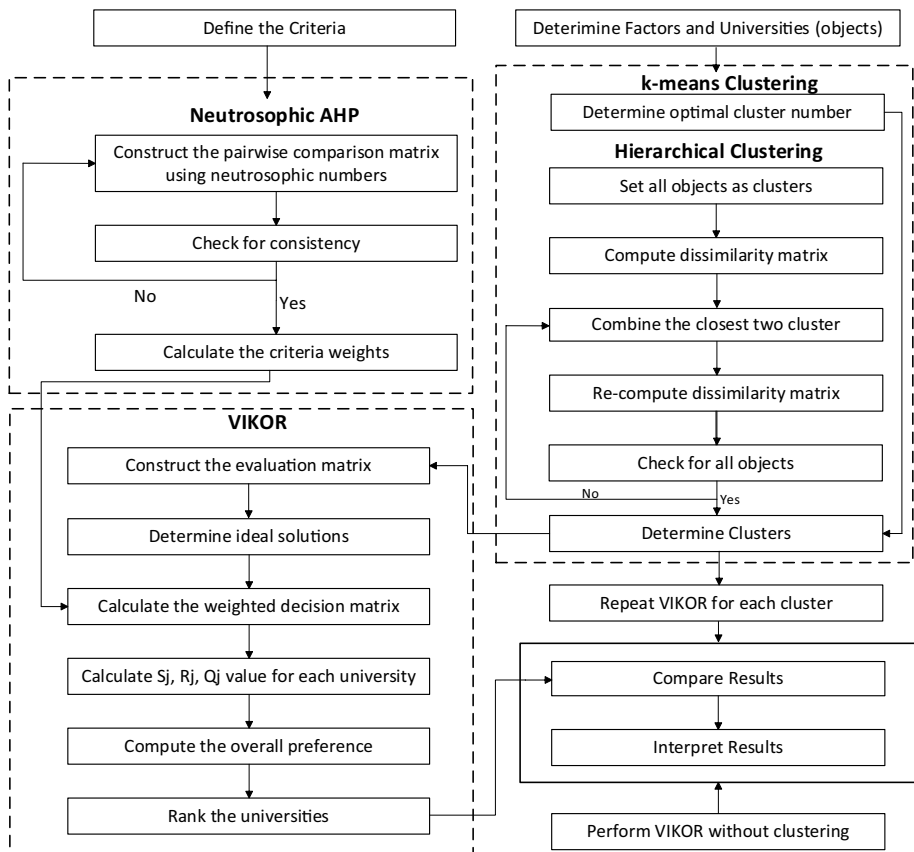 Define the Criteria
Neutrosophic AHP
Construct the pairwise comparison matrix
using neutrosophic numbers
Check for consistency
No
Yes
Calculate the criteria weights
VIKOR
Construct the evaluation matrix
Determine ideal solutions
Calculate the weighted decision matrix
Calculate Sj, Rj, Qj value for each university
Compute the overall preference
Rank the universities
Deterimine Factors and Universities (objects)
k-means Clustering
Determine optimal cluster number
Hierarchical Clustering
Set all objects as clusters
Compute dissimilarity matrix
Combine the closest two cluster
Re-compute dissimilarity matrix
Check for all objects
No
Yes
Determine Clusters
Repeat VIKOR for each cluster
Compare Results
Interpret Results
Perform VIKOR without clustering